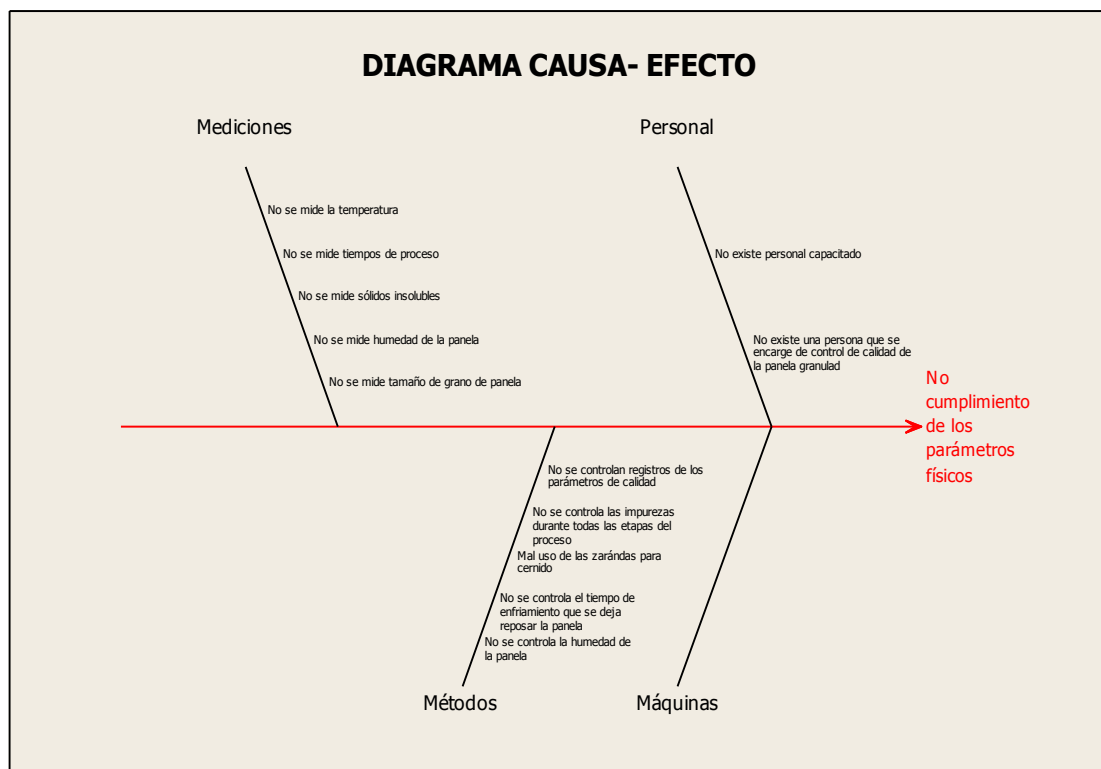 DIAGRAMA CAUSA- EFECTO
Mediciones
No se mide la temperatura
No se mide tiempos de proceso
No se mide sólidos insolubles
No se mide humedad de la panela
No se mide tamaño de grano de panela
Personal
No existe personal capacitado
No existe una persona que se
encarge de control de calidad de
la panela granulad
No
cumplimiento
de los
parámetros
físicos
No se controlan registros de los
parámetros de calidad
No se controla las impurezas
durante todas las etapas del
proceso
Mal uso de las zarándas para
cernido
No se controla el tiempo de
enfriamiento que se deja
reposar la panela
No se controla la humedad de
la panela
Métodos
Máquinas